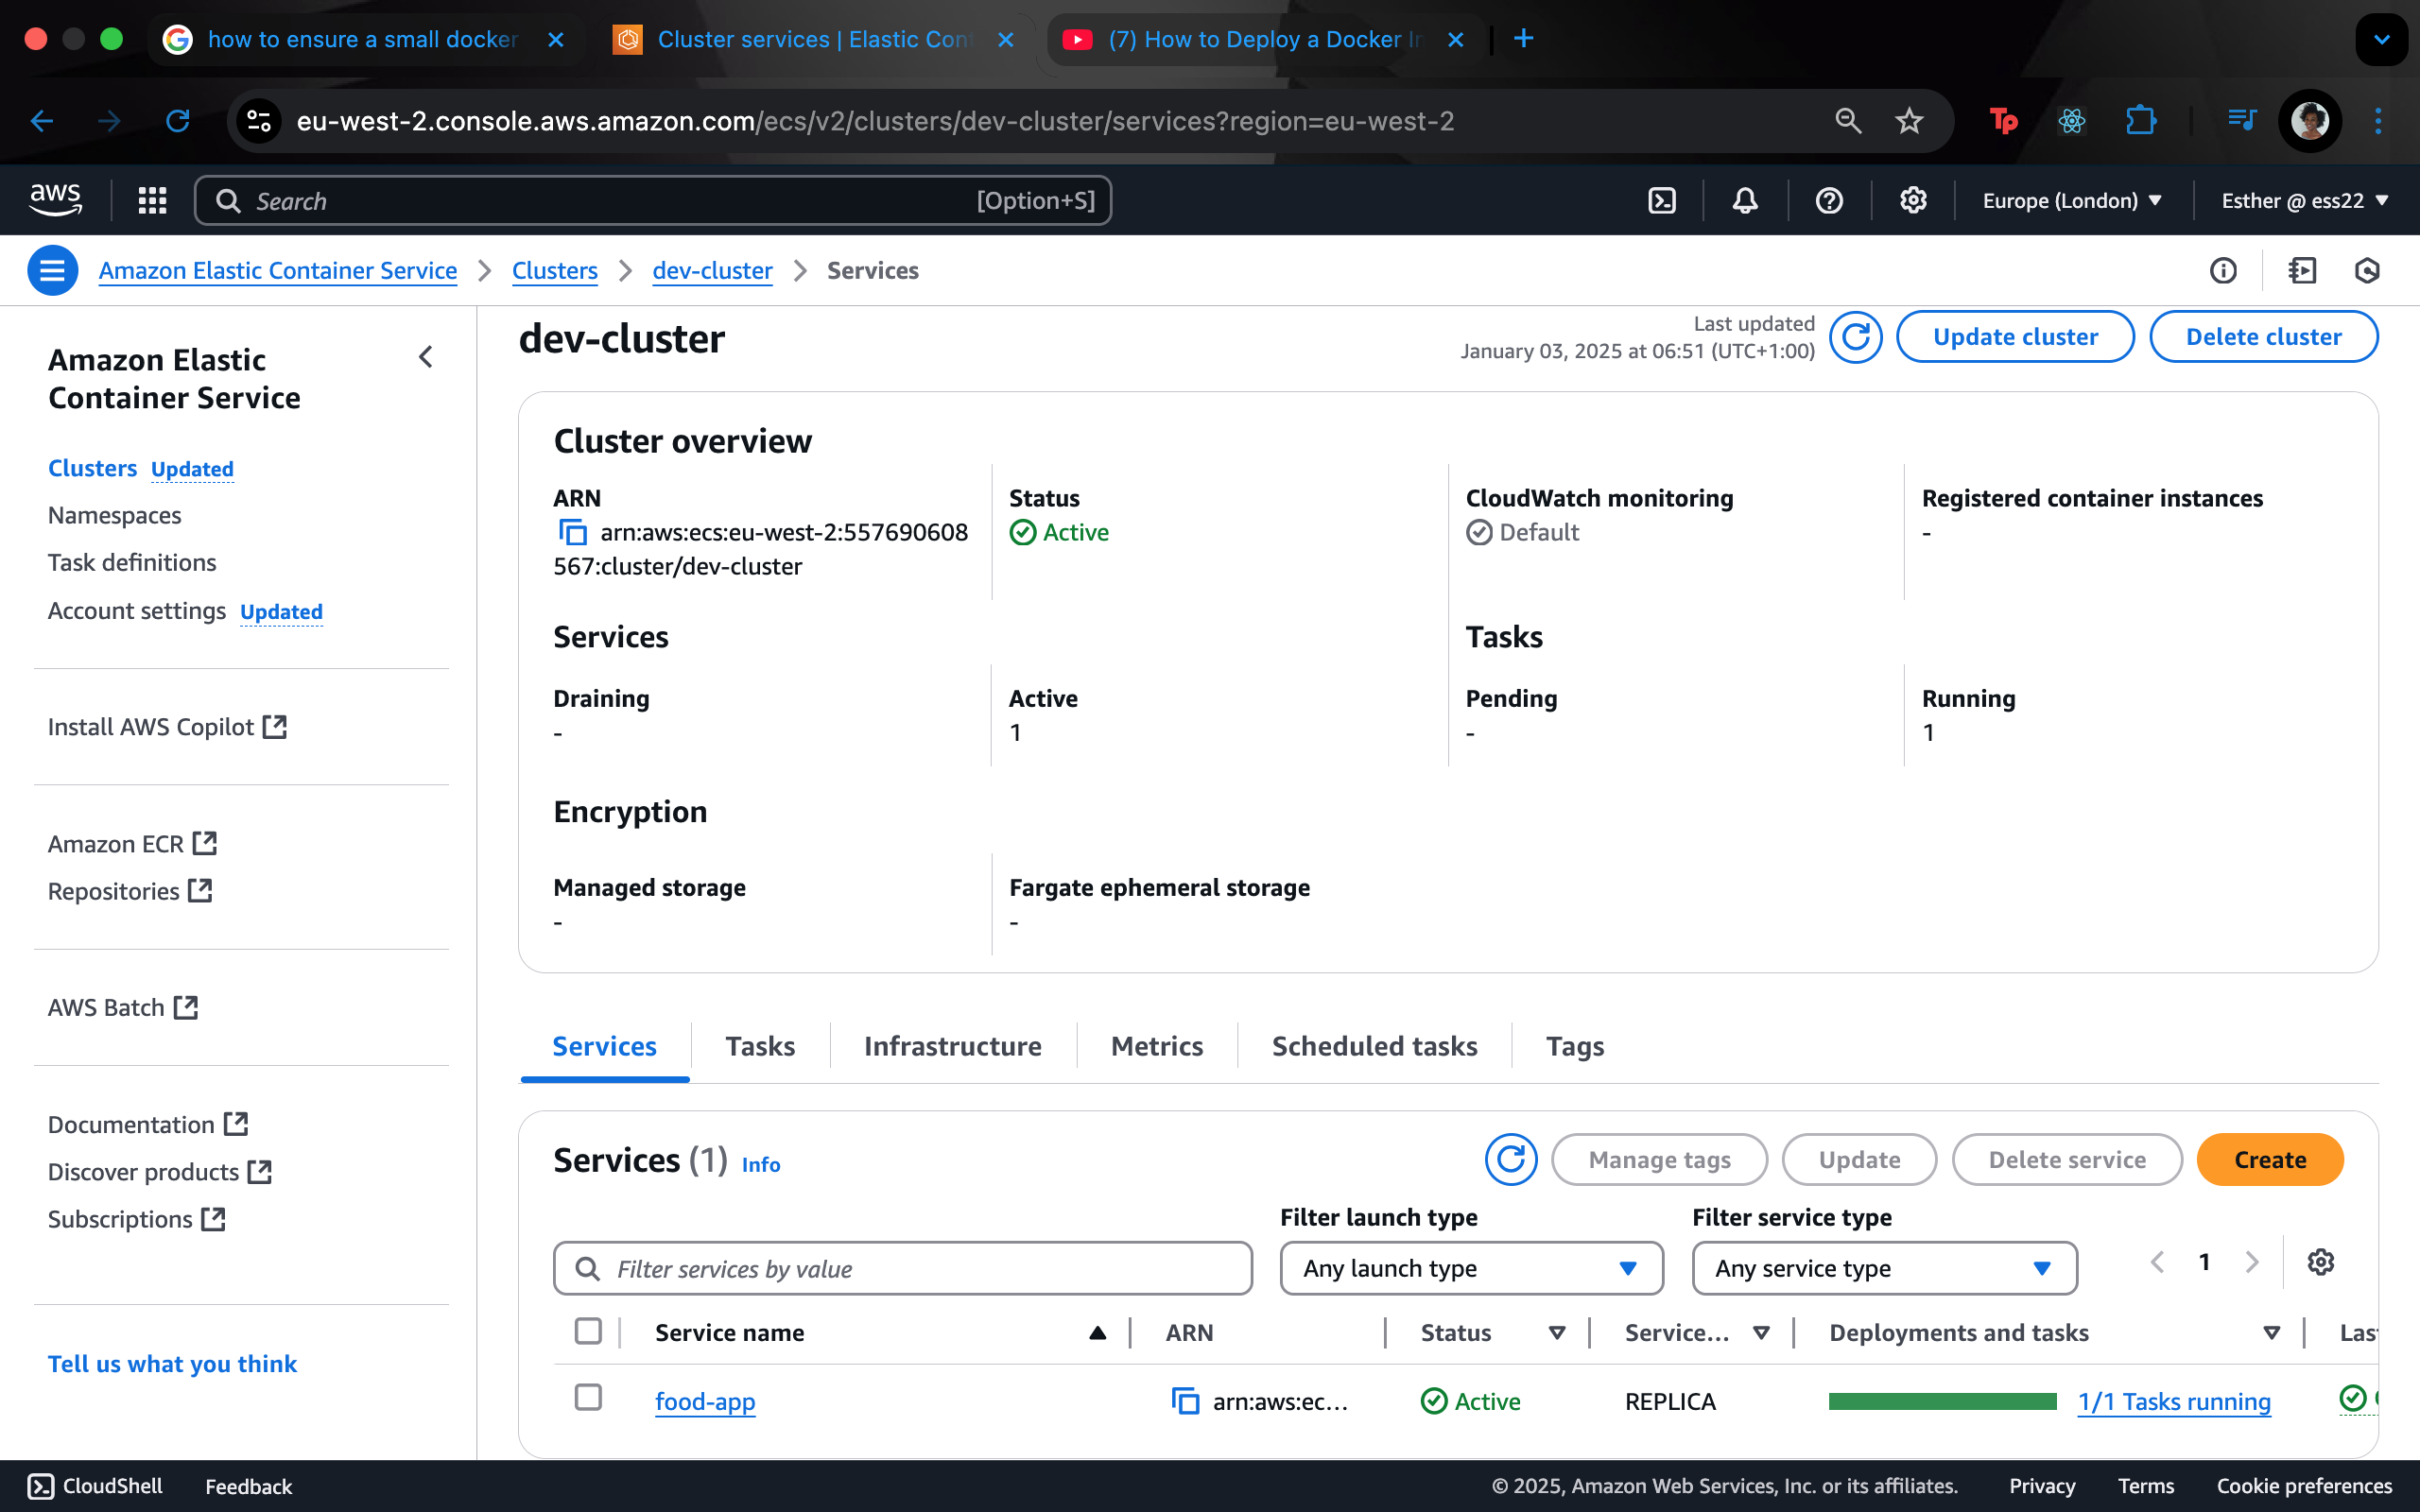 how to ensure a small docker
Cluster services | Elastic Cont
(7) How to Deploy a Docker In
eu-west-2.console.aws.amazon.com/ecs/v2/clusters/dev-cluster/services?region=eu-west-2
aws
Search [Option+S]
Europe (London)
Esther @ ess22
Amazon Elastic Container Service > Clusters > dev-cluster > Services
Amazon Elastic
Container Service
Clusters Updated
Namespaces
Task definitions
Account settings Updated
Install AWS Copilot
Amazon ECR
Repositories
AWS Batch
Documentation
Discover products
Subscriptions
Tell us what you think
dev-cluster
Last updated
January 03, 2025 at 06:51 (UTC+1:00)
Update cluster
Delete cluster
Cluster overview
ARN
arn:aws:ecs:eu-west-2:557690608
567:cluster/dev-cluster
Status
Active
CloudWatch monitoring
Default
Registered container instances
-
Services
Draining
-
Active
1
Tasks
Pending
-
Running
1
Encryption
Managed storage
-
Fargate ephemeral storage
-
Services Tasks Infrastructure Metrics Scheduled tasks Tags
Services (1) Info
Manage tags Update Delete service Create
Filter services by value
Filter launch type
Any launch type
Filter service type
Any service type
1
Service name ARN Status Service... Deployments and tasks Las
food-app arn:aws:ec... Active REPLICA 1/1 Tasks running
CloudShell Feedback © 2025, Amazon Web Services, Inc. or its affiliates. Privacy Terms Cookie preferences